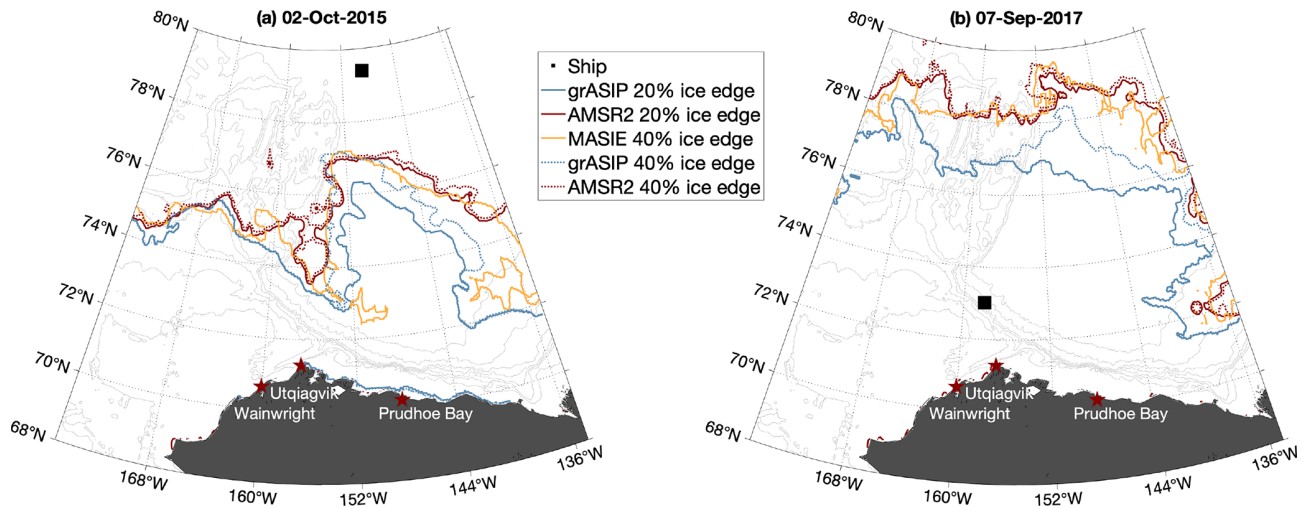 (a) 02-Oct-2015
80°N
78°N
76°N
74°N
72°N
70°N
68°N
168°W
160°W
152°W
144°W
136°W
Utqiagvik
Wainwright
Prudhoe Bay
Ship
grASIP 20% ice edge
AMSR2 20% ice edge
MASIE 40% ice edge
grASIP 40% ice edge
AMSR2 40% ice edge
(b) 07-Sep-2017
80°N
78°N
76°N
74°N
72°N
70°N
68°N
168°W
160°W
152°W
144°W
136°W
Utqiagvik
Wainwright
Prudhoe Bay